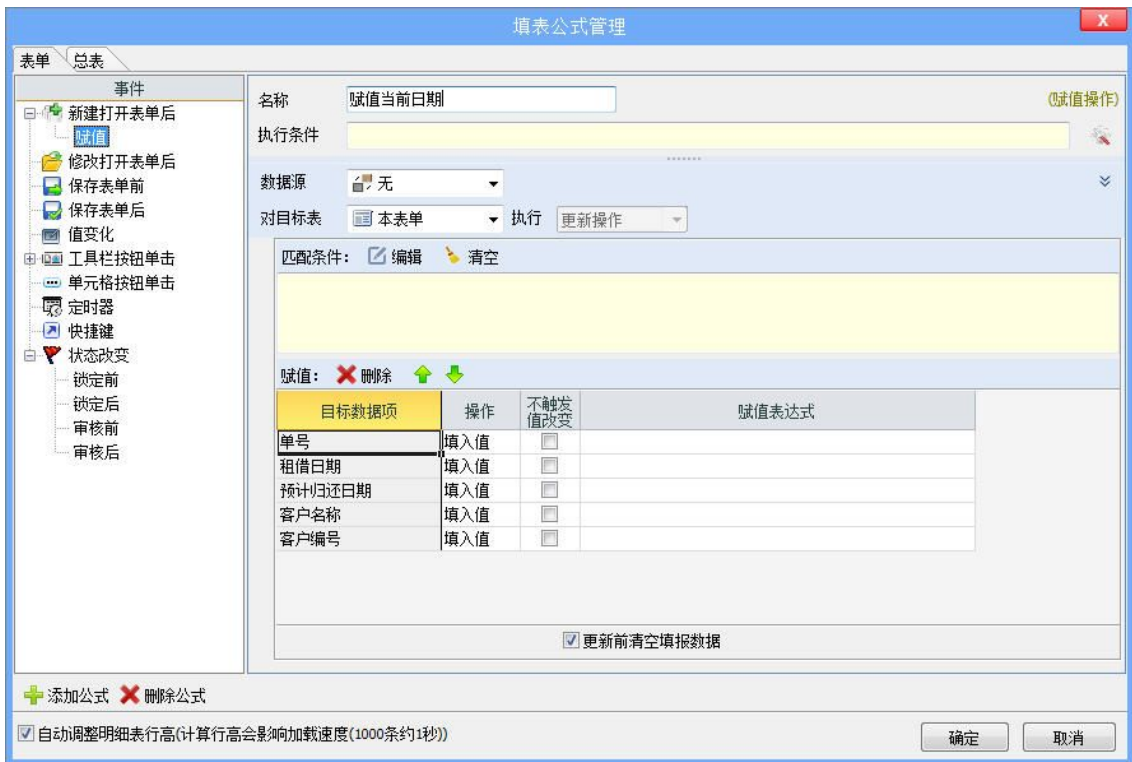 填表公式管理
X
表单 总表
事件
新建打开表单后
赋值
修改打开表单后
保存表单前
保存表单后
值变化
工具栏按钮单击
单元格按钮单击
定时器
快捷键
状态改变
锁定前
锁定后
审核前
审核后
名称 赋值当前日期 (赋值操作)
执行条件
数据源 无
对目标表 本表单 执行 更新操作
匹配条件: 编辑 清空
赋值: 删除
目标数据项 操作 不触发值改变 赋值表达式
单号 填入值
租借日期 填入值
预计归还日期 填入值
客户名称 填入值
客户编号 填入值
更新前清空填报数据
添加公式 删除公式
自动调整明细表行高(计算行高会影响加载速度(1000条约1秒))
确定 取消